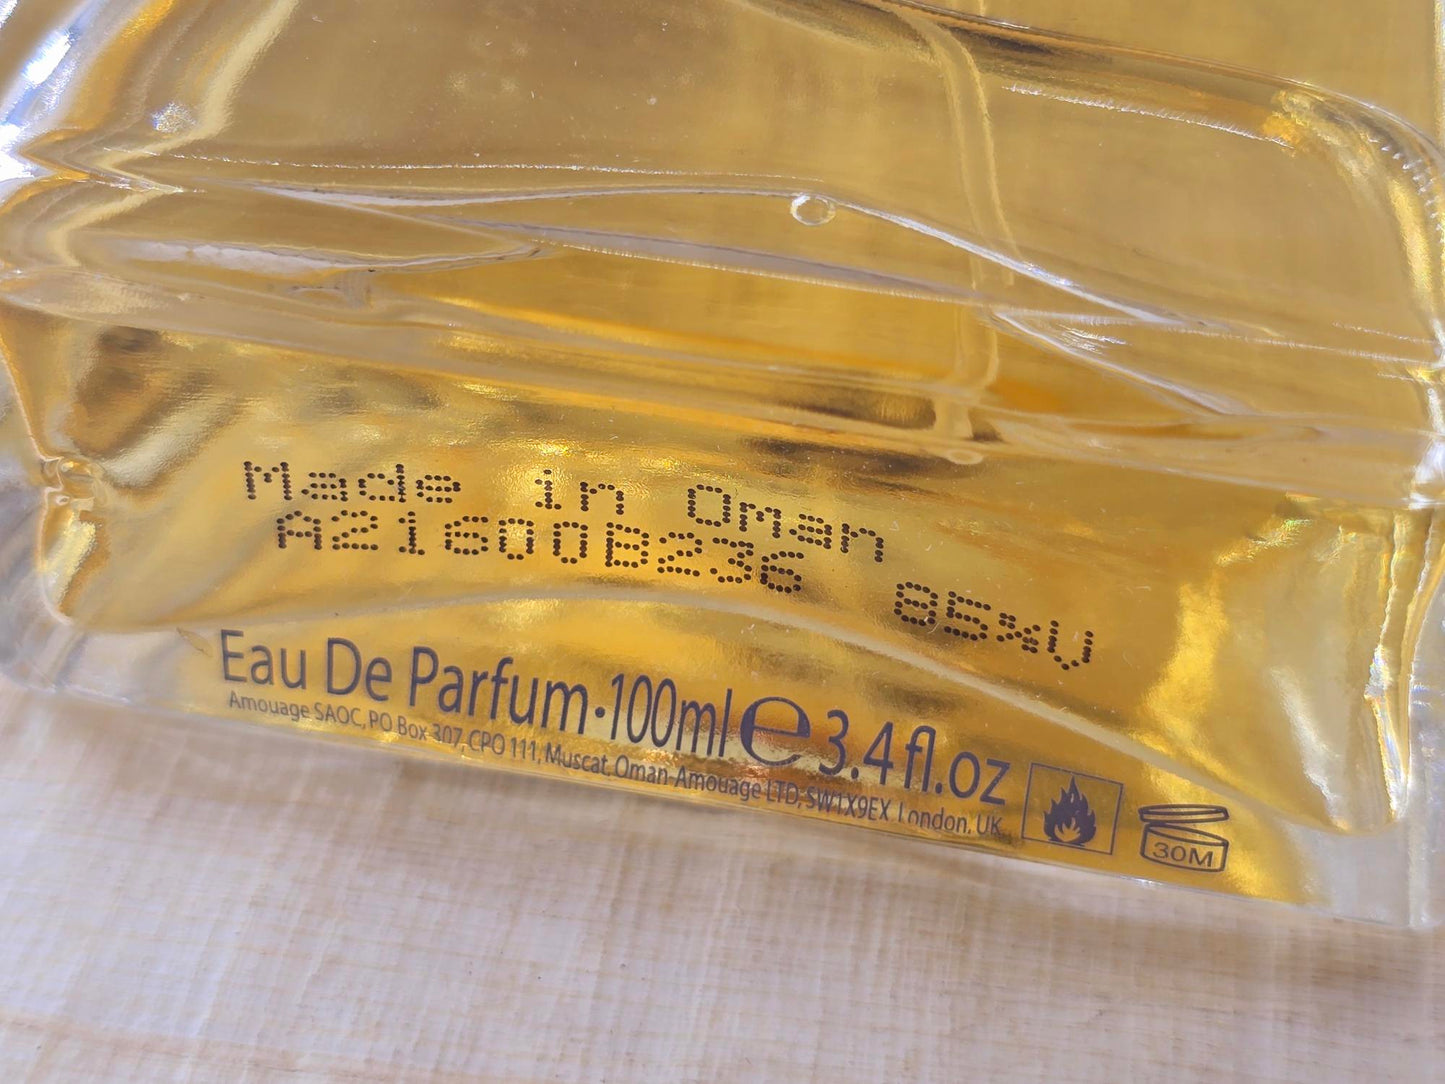 Made in Oman
A21600B236 85XV
Eau De Parfum·100ml ℮ 3.4 fl.oz
Amouage SAOC, PO Box 307, CPO 111, Muscat, Oman-Amouage LTD, SW1X9EX London, UK
30M